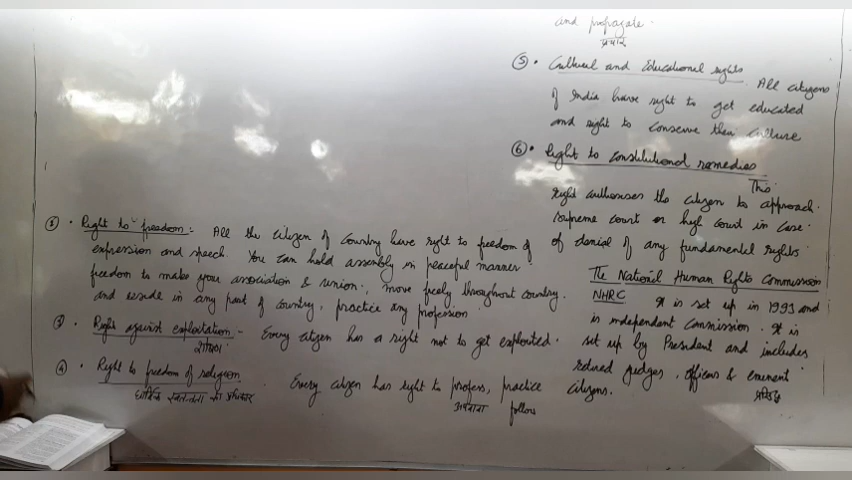 ② · Right to freedom :- All the citizen of country have right to freedom of
expression and speech. You can hold assembly in peaceful manner.
freedom to make your association & union, move freely throughout country.
and reside in any part of country, practice any profession
③ · Right against exploitation - Every citizen has a right not to get exploited.
शोषण
④ · Right to freedom of religion. Every citizen has right to profess, practice
धार्मिक स्वतन्त्रता का अधिकार अपनाना follow
and propagate.
प्रचार
⑤ · Cultural and Educational rights. All citizens
of India have right to get educated
and right to conserve their culture
⑥ · Right to constitutional remedies. This
right authorises the citizen to approach
supreme court or high court in case
of denial of any fundamental rights.
The National Human Rights Commission
NHRC It is set up in 1993 and
is independent Commission. It is
set up by President and includes
retired judges, officers & eminent
citizens. प्रसिद्ध